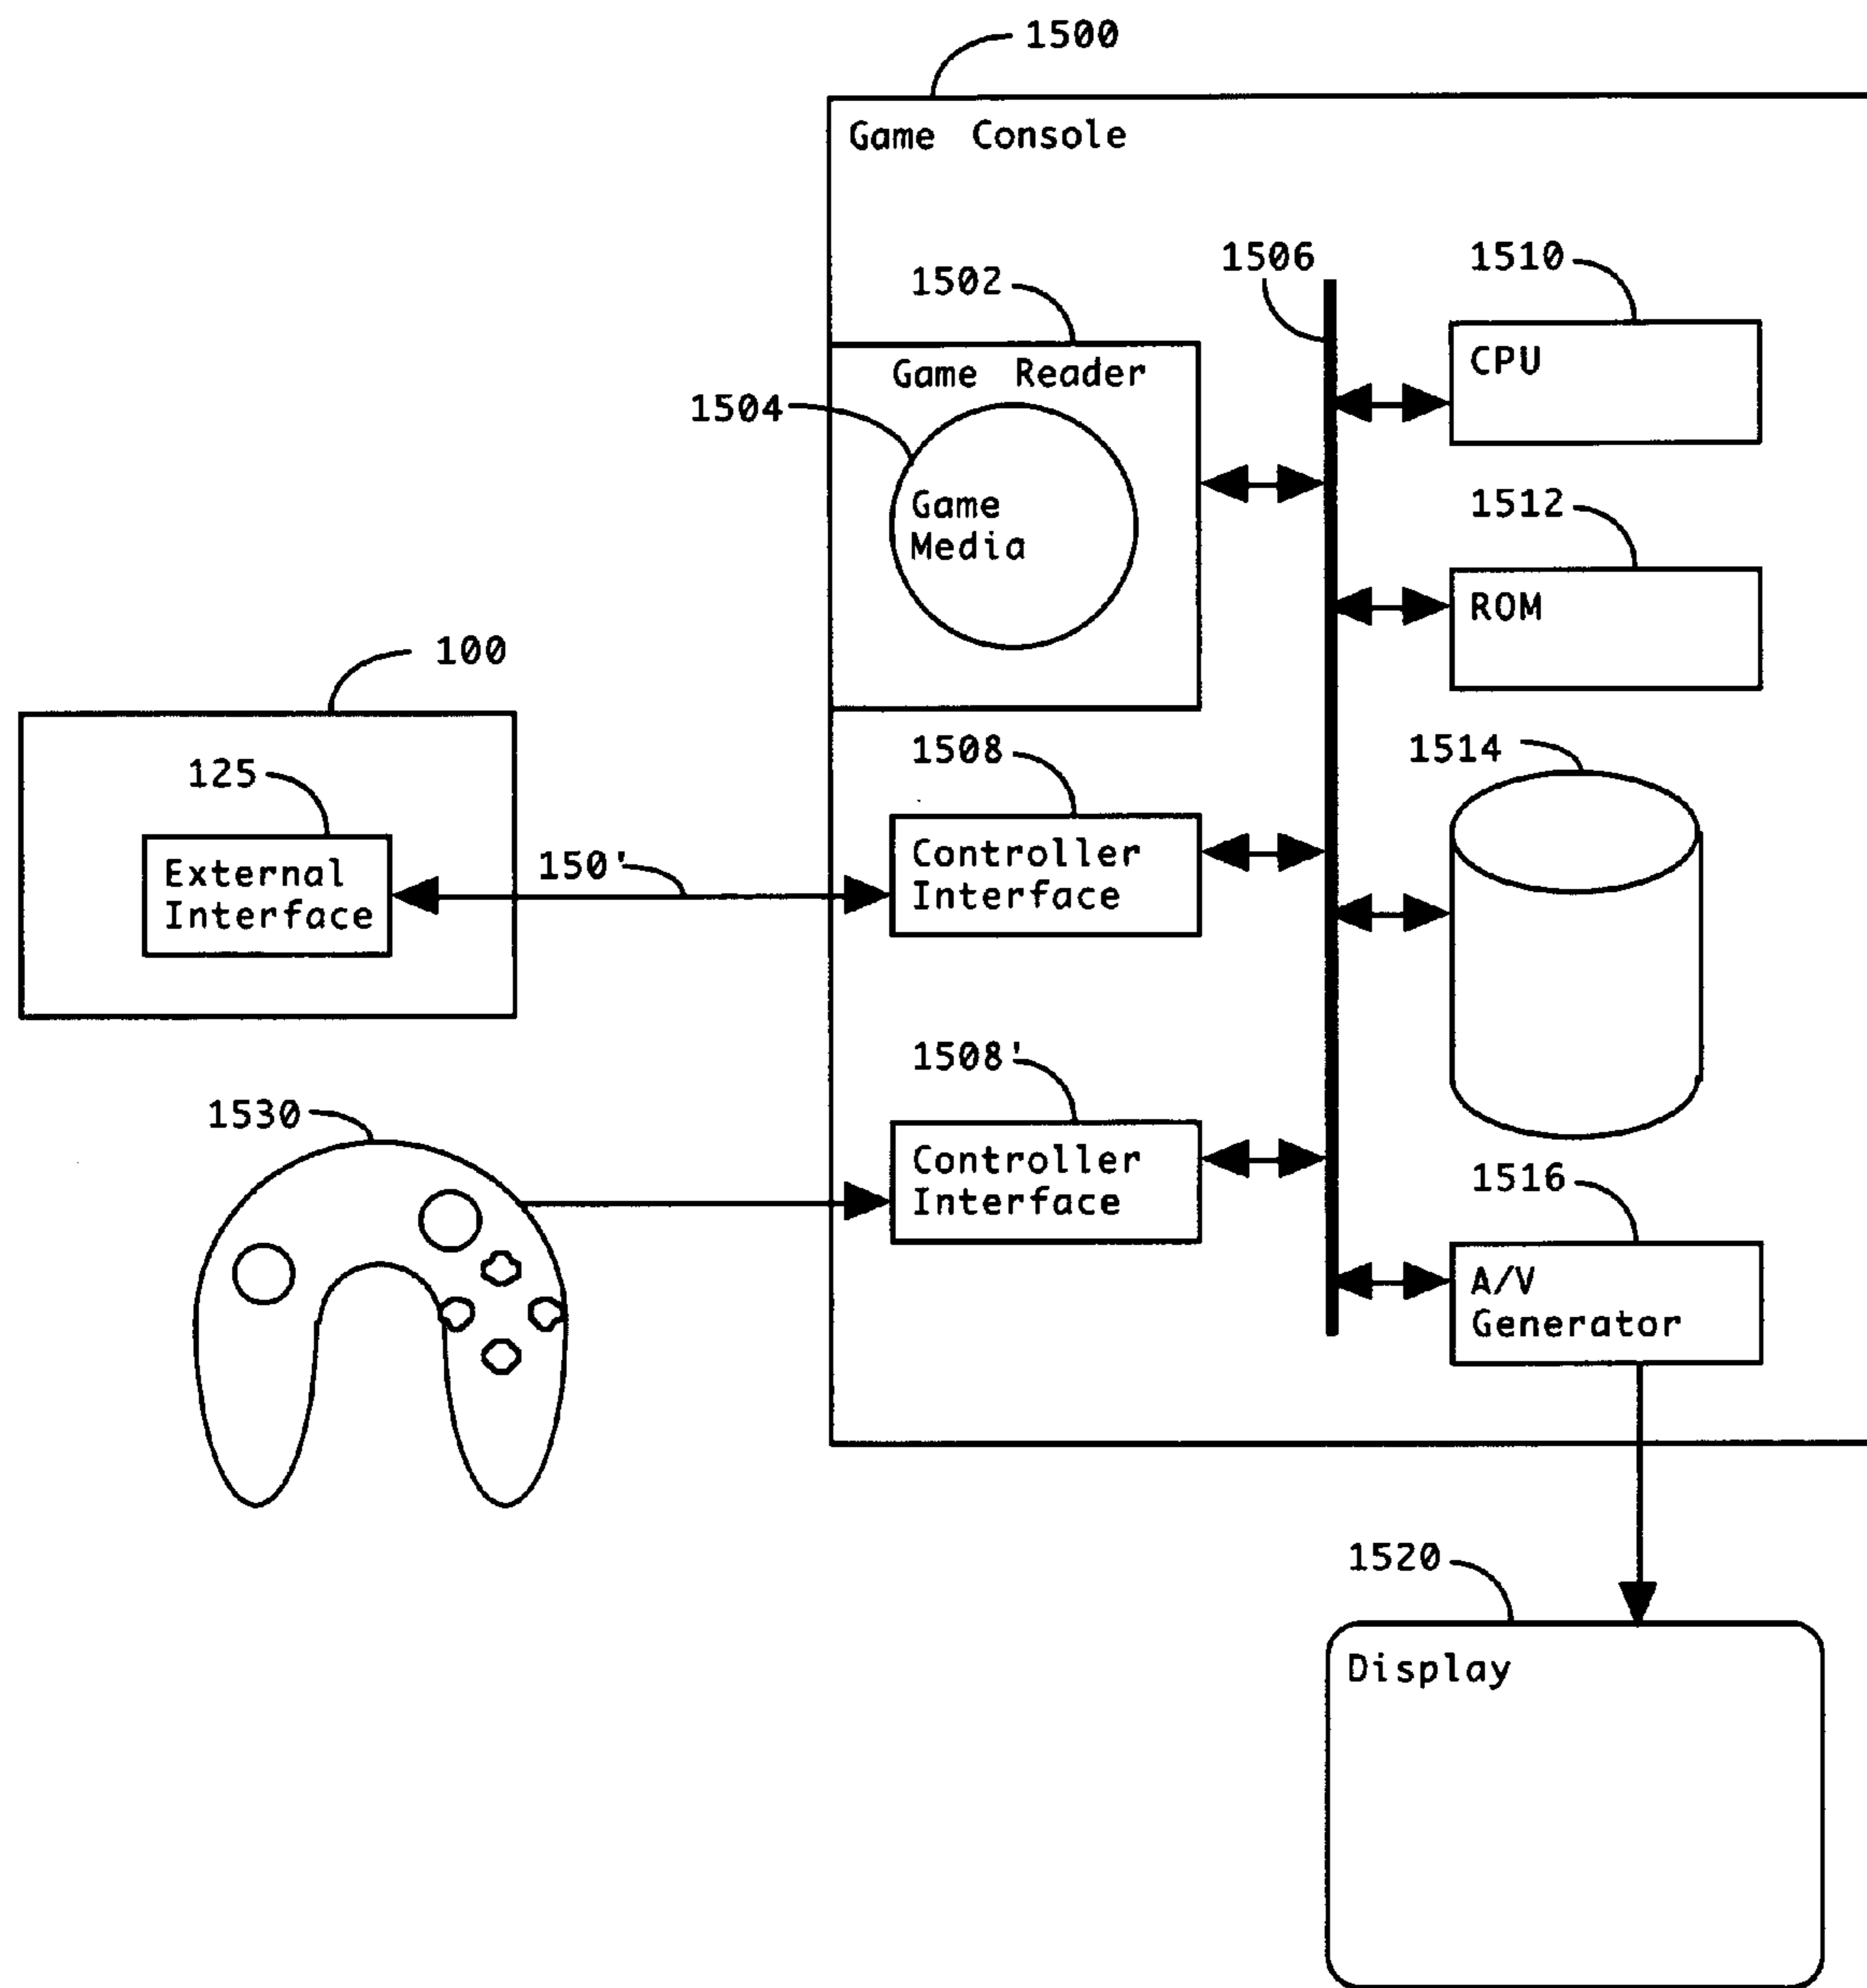 1500
Game Console
1506
1510
1502
CPU
Game Reader
1504
Game
Media
1512
ROM
100
1508
1514
125
Controller
Interface
150'
External
Interface
1508'
1530
Controller
Interface
1516
A/V
Generator
1520
Display